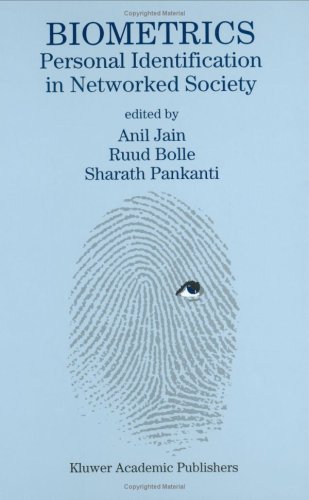 BIOMETRICS
Personal Identification
in Networked Society
edited by
Anil Jain
Ruud Bolle
Sharath Pankanti
Kluwer Academic Publishers